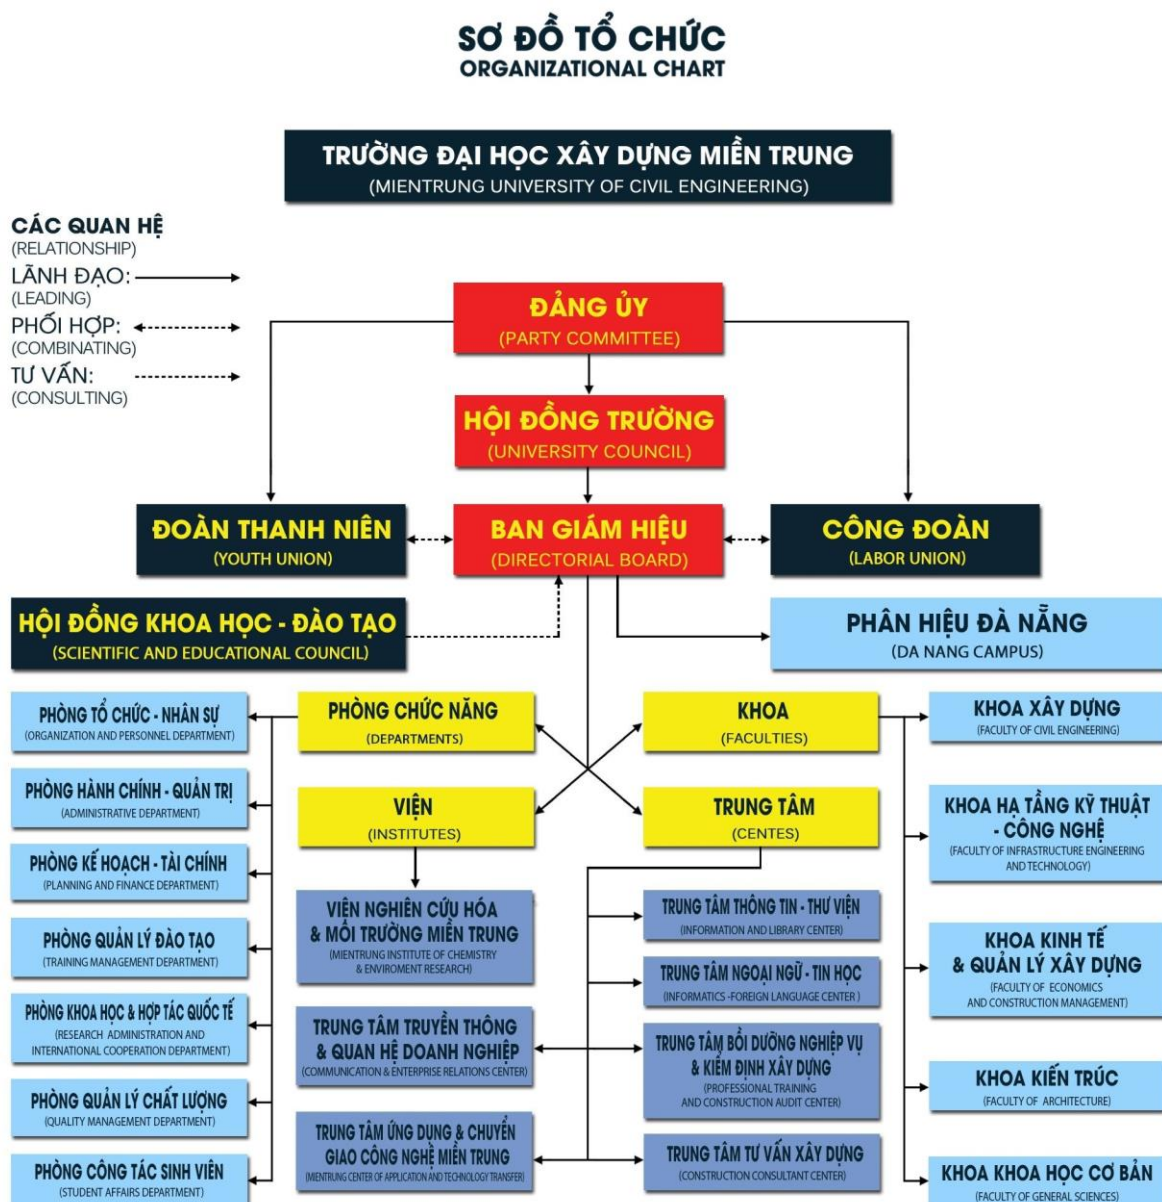 SƠ ĐỒ TỔ CHỨC
ORGANIZATIONAL CHART
TRƯỜNG ĐẠI HỌC XÂY DỰNG MIỀN TRUNG
(MIENTRUNG UNIVERSITY OF CIVIL ENGINEERING)
CÁC QUAN HỆ
(RELATIONSHIP)
LÃNH ĐẠO:
(LEADING)
PHỐI HỢP:
(COMBINATING)
TƯ VẤN:
(CONSULTING)
ĐẢNG ỦY
(PARTY COMMITTEE)
HỘI ĐỒNG TRƯỜNG
(UNIVERSITY COUNCIL)
ĐOÀN THANH NIÊN
(YOUTH UNION)
BAN GIÁM HIỆU
(DIRECTORIAL BOARD)
CÔNG ĐOÀN
(LABOR UNION)
HỘI ĐỒNG KHOA HỌC - ĐÀO TẠO
(SCIENTIFIC AND EDUCATIONAL COUNCIL)
PHÂN HIỆU ĐÀ NẴNG
(DA NANG CAMPUS)
PHÒNG TỔ CHỨC - NHÂN SỰ
(ORGANIZATION AND PERSONNEL DEPARTMENT)
PHÒNG HÀNH CHÍNH - QUẢN TRỊ
(ADMINISTRATIVE DEPARTMENT)
PHÒNG KẾ HOẠCH - TÀI CHÍNH
(PLANNING AND FINANCE DEPARTMENT)
PHÒNG QUẢN LÝ ĐÀO TẠO
(TRAINING MANAGEMENT DEPARTMENT)
PHÒNG KHOA HỌC & HỢP TÁC QUỐC TẾ
(RESEARCH ADMINISTRATION AND
INTERNATIONAL COOPERATION DEPARTMENT)
PHÒNG QUẢN LÝ CHẤT LƯỢNG
(QUALITY MANAGEMENT DEPARTMENT)
PHÒNG CÔNG TÁC SINH VIÊN
(STUDENT AFFAIRS DEPARTMENT)
PHÒNG CHỨC NĂNG
(DEPARTMENTS)
VIỆN
(INSTITUTES)
VIỆN NGHIÊN CỨU HÓA
& MÔI TRƯỜNG MIỀN TRUNG
(MIENTRUNG INSTITUTE OF CHEMISTRY
& ENVIROMENT RESEARCH)
TRUNG TÂM TRUYỀN THÔNG
& QUAN HỆ DOANH NGHIỆP
(COMMUNICATION & ENTERPRISE RELATIONS CENTER)
TRUNG TÂM ỨNG DỤNG & CHUYỂN
GIAO CÔNG NGHỆ MIỀN TRUNG
(MIENTRUNG CENTER OF APPLICATION AND TECHNOLOGY TRANSFER)
KHOA
(FACULTIES)
TRUNG TÂM
(CENTES)
TRUNG TÂM THÔNG TIN - THƯ VIỆN
(INFORMATION AND LIBRARY CENTER)
TRUNG TÂM NGOẠI NGỮ - TIN HỌC
(INFORMATICS -FOREIGN LANGUAGE CENTER )
TRUNG TÂM BỒI DƯỠNG NGHIỆP VỤ
& KIỂM ĐỊNH XÂY DỰNG
(PROFESSIONAL TRAINING
AND CONSTRUCTION AUDIT CENTER)
TRUNG TÂM TƯ VẤN XÂY DỰNG
(CONSTRUCTION CONSULTANT CENTER)
KHOA XÂY DỰNG
(FACULTY OF CIVIL ENGINEERING)
KHOA HẠ TẦNG KỸ THUẬT
- CÔNG NGHỆ
(FACULTY OF INFRASTRUCTURE ENGINEERING
AND TECHNOLOGY)
KHOA KINH TẾ
& QUẢN LÝ XÂY DỰNG
(FACULTY OF ECONOMICS
AND CONSTRUCTION MANAGEMENT)
KHOA KIẾN TRÚC
(FACULTY OF ARCHITECTURE)
KHOA KHOA HỌC CƠ BẢN
(FACULTY OF GENERAL SCIENCES)